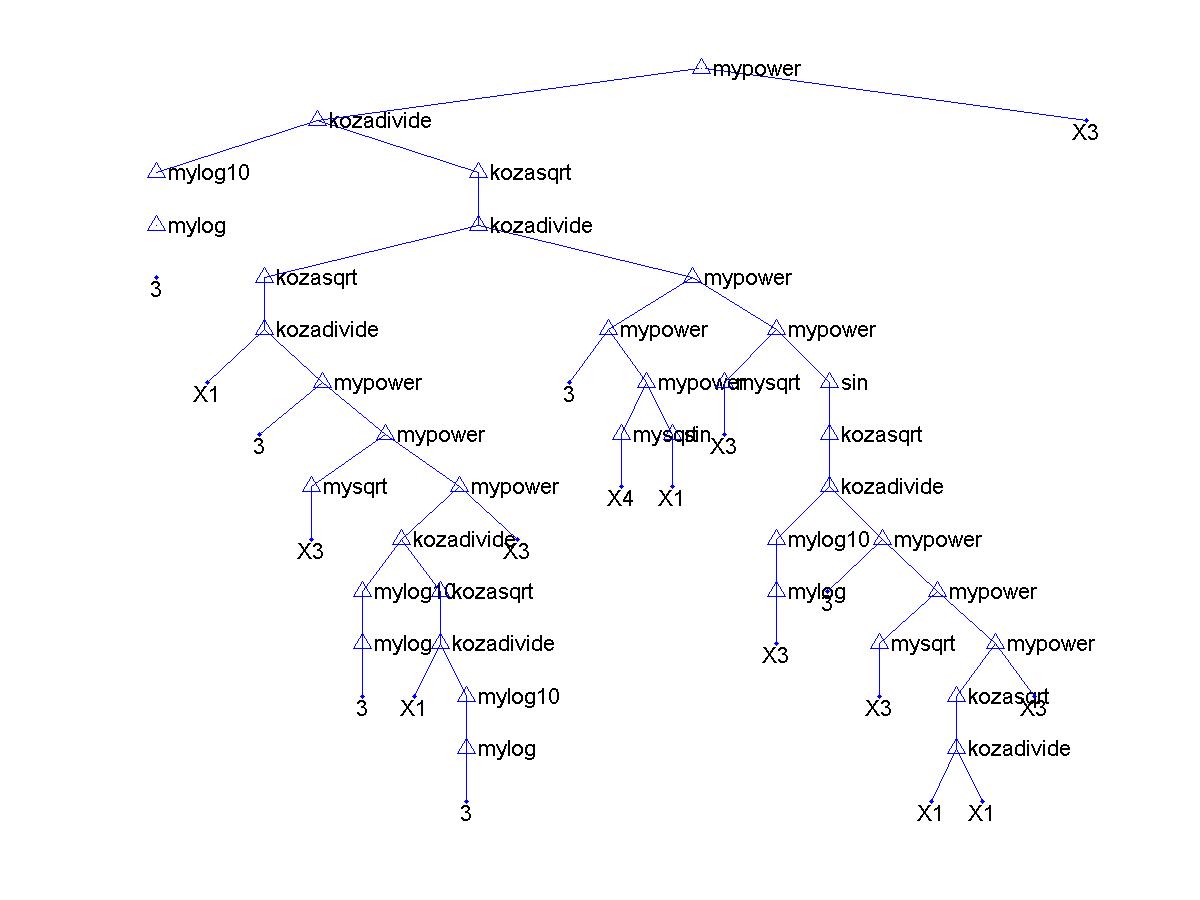 mypower
kozadivide X3
mylog10 kozasqrt
mylog kozadivide
3 kozasqrt mypower
kozadivide mypower mypower
X1 mypower 3 mypower mysqrt sin
3 mypower mysqrt sin X3 kozasqrt
mysqrt mypower X4 X1 kozadivide
X3 kozadivide X3 mylog10 mypower
mylog10 kozasqrt mylog 3 mypower
mylog kozadivide X3 mysqrt mypower
3 X1 mylog10 X3 kozasqrt X3
mylog kozadivide
3 X1 X1